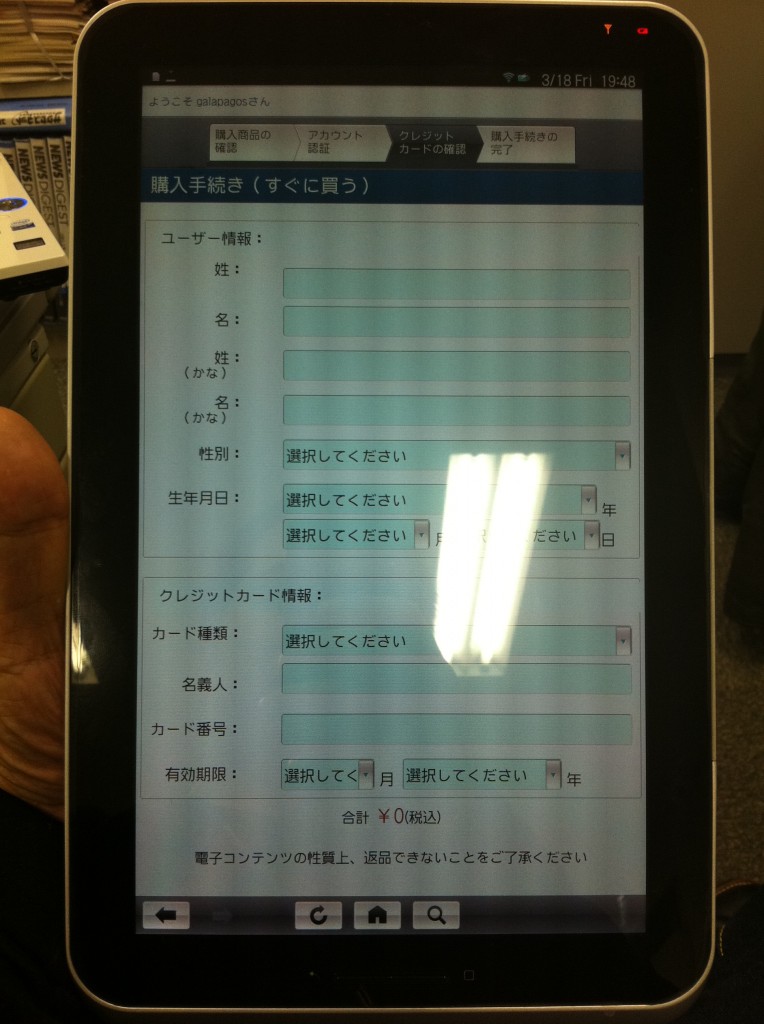 3/18 Fri 19:48
ようこそ galapagosさん
購入商品の
確認
アカウント
認証
クレジット
カードの確認
購入手続きの
完了
購入手続き（すぐに買う）
ユーザー情報：
姓：
名：
姓：
（かな）
名：
（かな）
性別：
選択してください
生年月日：
選択してください
年
選択してください
月
ださい
日
クレジットカード情報：
カード種類：
選択してください
名義人：
カード番号：
有効期限：
選択してく
月
選択してください
年
合計 ￥0(税込)
電子コンテンツの性質上、返品できないことをご了承ください
NEWS DIGEST
NEWS DIGEST
NEWS DIGEST